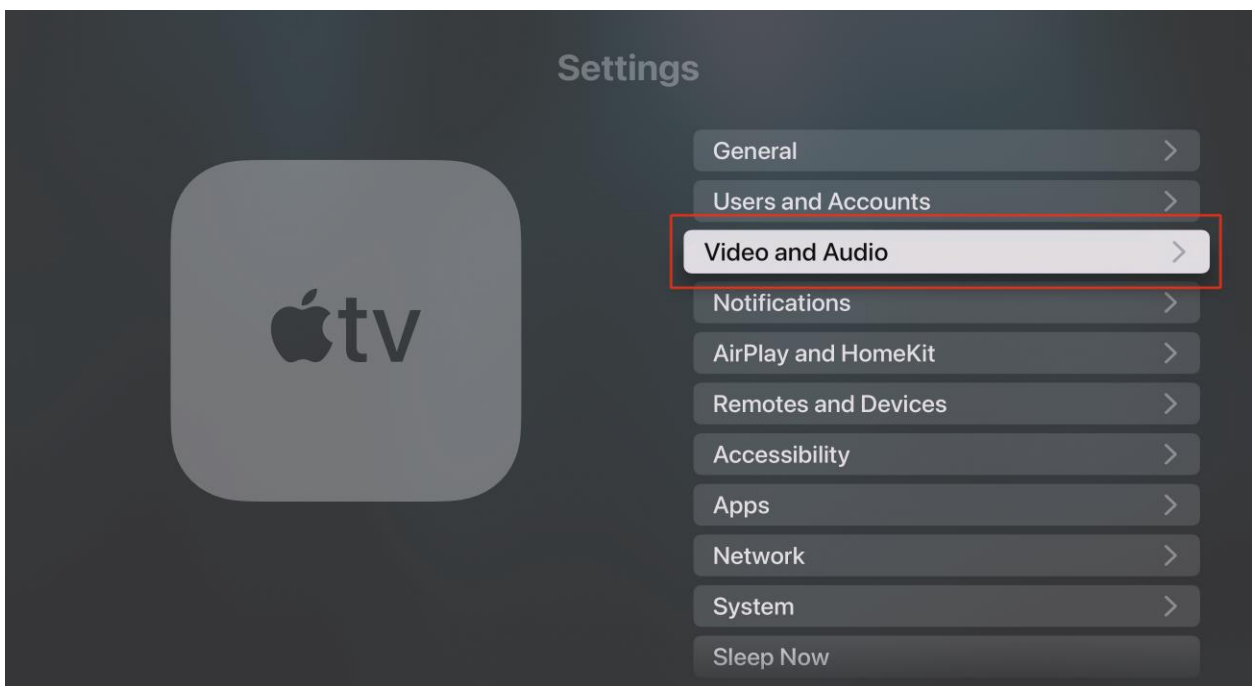 Settings
General
Users and Accounts
Video and Audio
Notifications
AirPlay and HomeKit
tv
Remotes and Devices
Accessibility
Apps
Network
System
Sleep Now